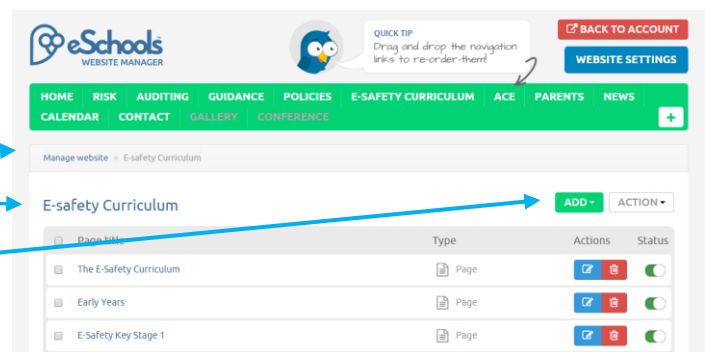 eSchools
WEBSITE MANAGER
QUICK TIP
Drag and drop the navigation
links to re-order them!
BACK TO ACCOUNT
WEBSITE SETTINGS
HOME RISK AUDITING GUIDANCE POLICIES E-SAFETY CURRICULUM ACE PARENTS NEWS
CALENDAR CONTACT GALLERY CONFERENCE
+
Manage website » E-safety Curriculum
E-safety Curriculum
ADD
ACTION
Page title Type Actions Status
The E-Safety Curriculum Page
Early Years Page
E-Safety Key Stage 1 Page